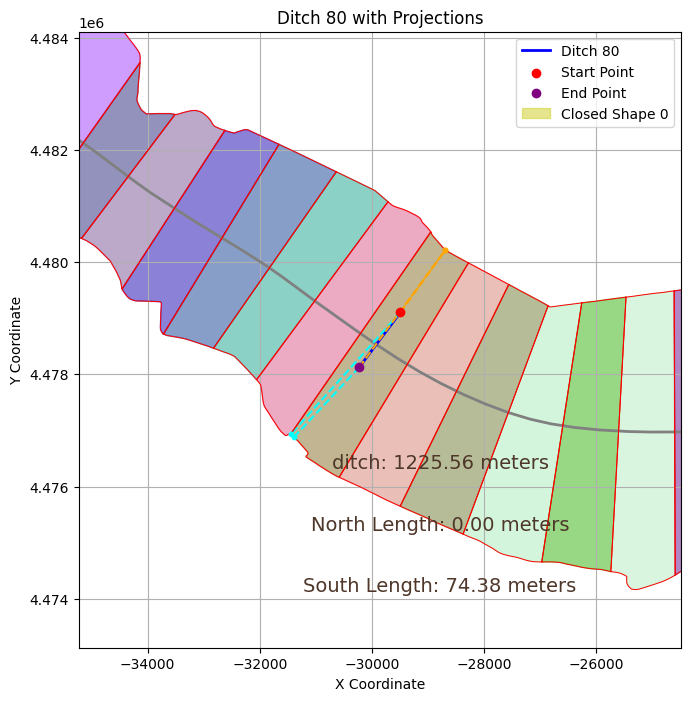 Ditch 80 with Projections
1e6
Ditch 80
Start Point
End Point
Closed Shape 0
4.484
4.482
4.480
4.478
4.476
4.474
Y Coordinate
ditch: 1225.56 meters
North Length: 0.00 meters
South Length: 74.38 meters
−34000
−32000
−30000
−28000
−26000
X Coordinate